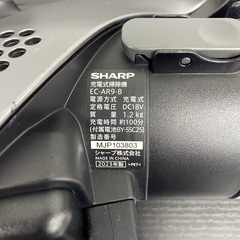 SHARP
充電式掃除機
EC-AR9-B
電源方式 充電式
定格電圧 DC18V
質量 1.2 kg
充電時間 約100分
(付属電池BY-5SC25)
製造番号
MJP103803
シャープ株式会社
MADE IN CHINA
2023年製
>PET<